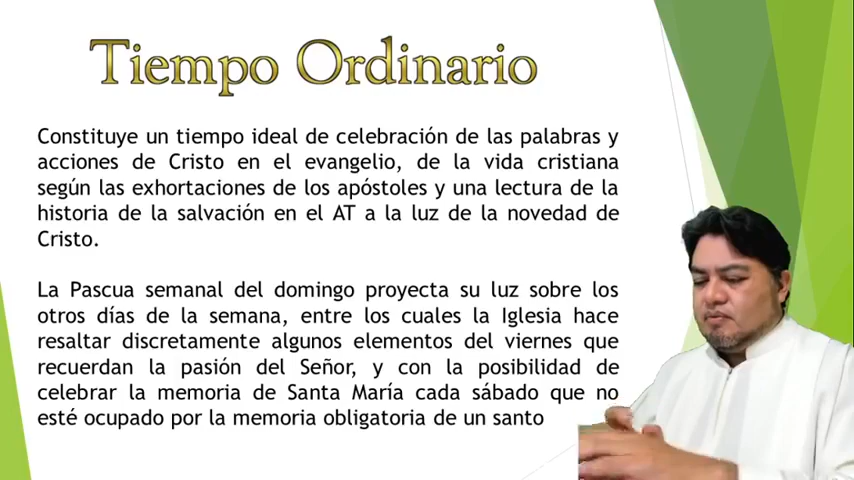 Tiempo Ordinario
Constituye un tiempo ideal de celebración de las palabras y
acciones de Cristo en el evangelio, de la vida cristiana
según las exhortaciones de los apóstoles y una lectura de la
historia de la salvación en el AT a la luz de la novedad de
Cristo.
La Pascua semanal del domingo proyecta su luz sobre los
otros días de la semana, entre los cuales la Iglesia hace
resaltar discretamente algunos elementos del viernes que
recuerdan la pasión del Señor, y con la posibilidad de
celebrar la memoria de Santa María cada sábado que no
esté ocupado por la memoria obligatoria de un santo